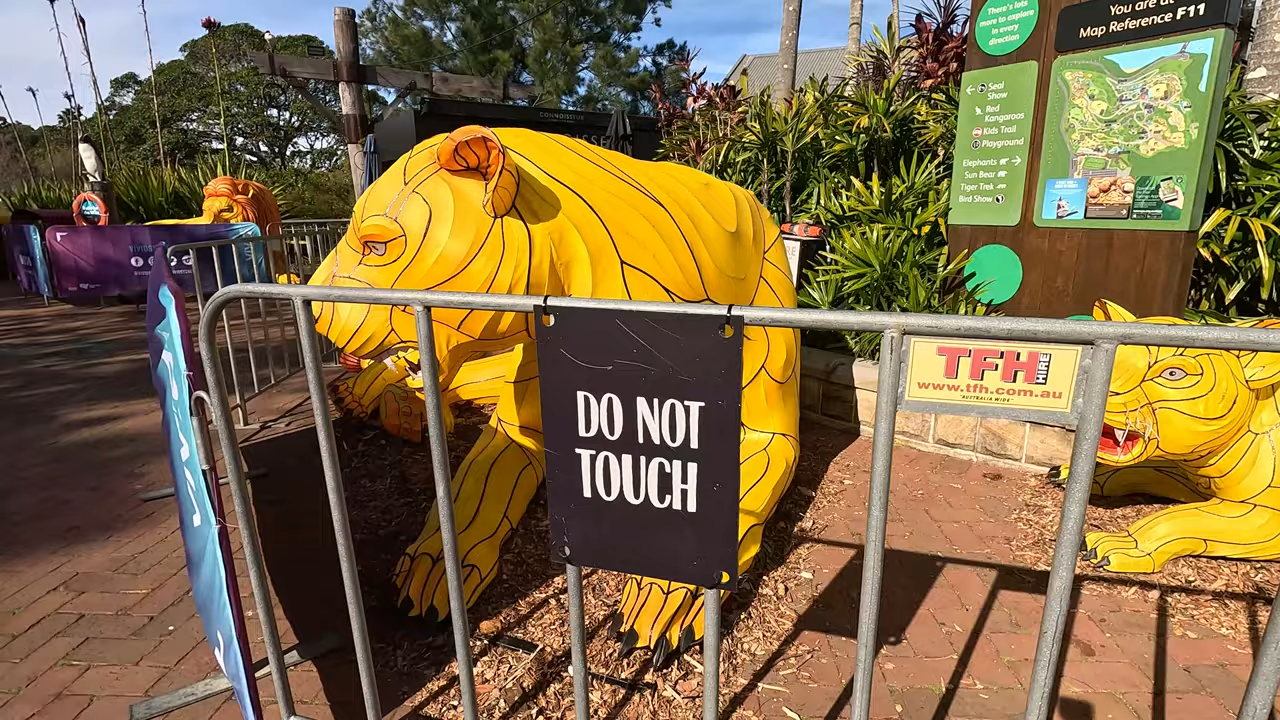 There's lots
more to explore
in every
direction
You are at
Map Reference F11
Seal
Show
Red
Kangaroos
Kids Trail
Playground
Elephants
Sun Bear
Tiger Trek
Bird Show
CONNOISSEUR
DO NOT
TOUCH
TFH HIRE
www.tfh.com.au
"AUSTRALIA WIDE"